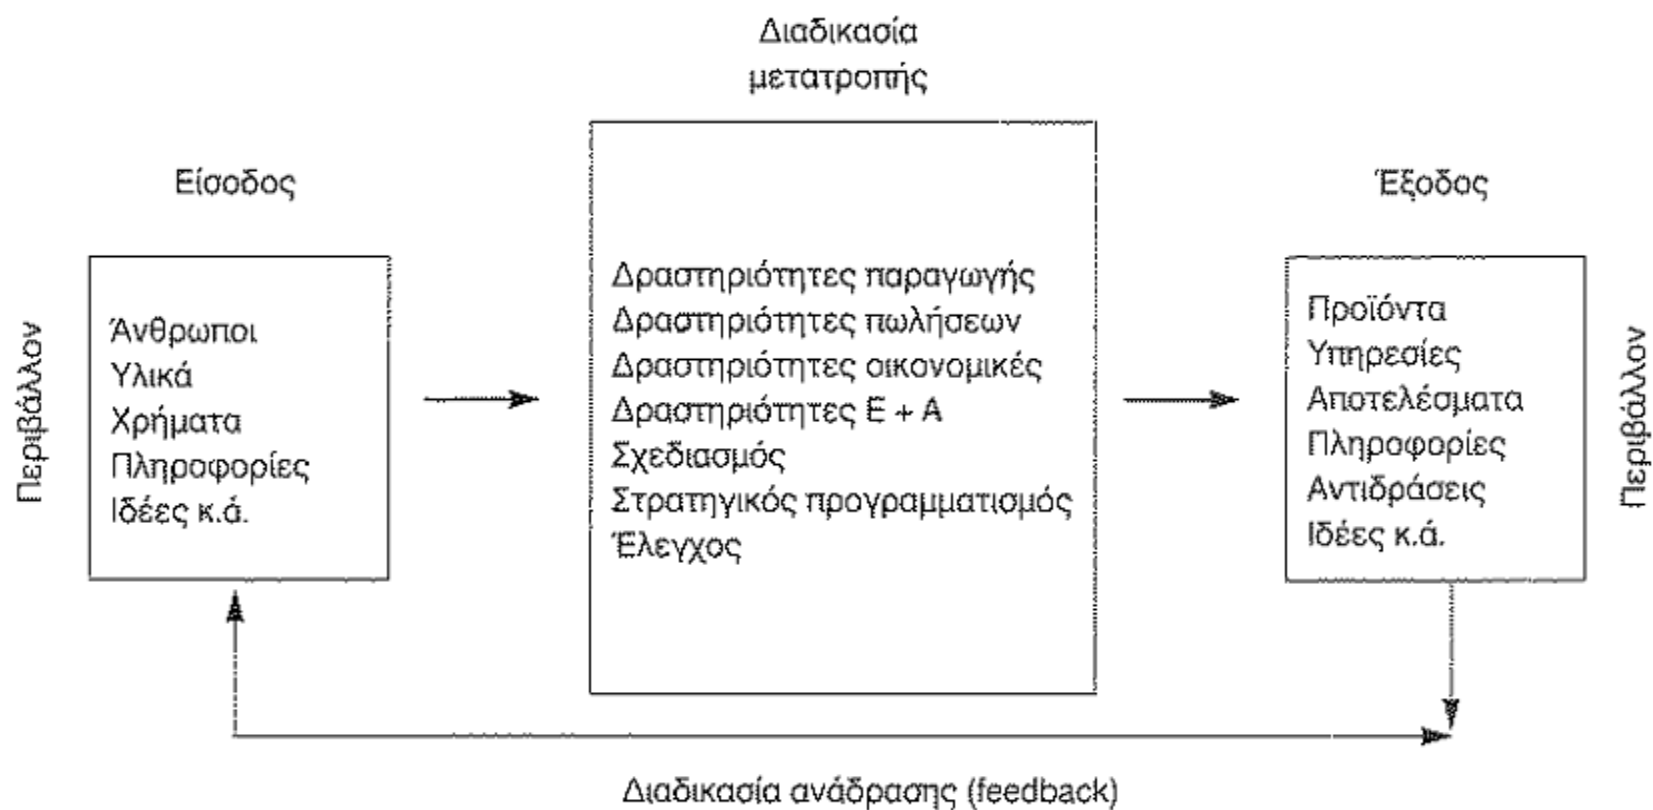 Διαδικασία
μετατροπής
Είσοδος
Έξοδος
Περιβάλλον
Άνθρωποι
Υλικά
Χρήματα
Πληροφορίες
Ιδέες κ.ά.
Δραστηριότητες παραγωγής
Δραστηριότητες πωλήσεων
Δραστηριότητες οικονομικές
Δραστηριότητες Ε + Α
Σχεδιασμός
Στρατηγικός προγραμματισμός
Έλεγχος
Προϊόντα
Υπηρεσίες
Αποτελέσματα
Πληροφορίες
Αντιδράσεις
Ιδέες κ.ά.
Περιβάλλον
Διαδικασία ανάδρασης (feedback)